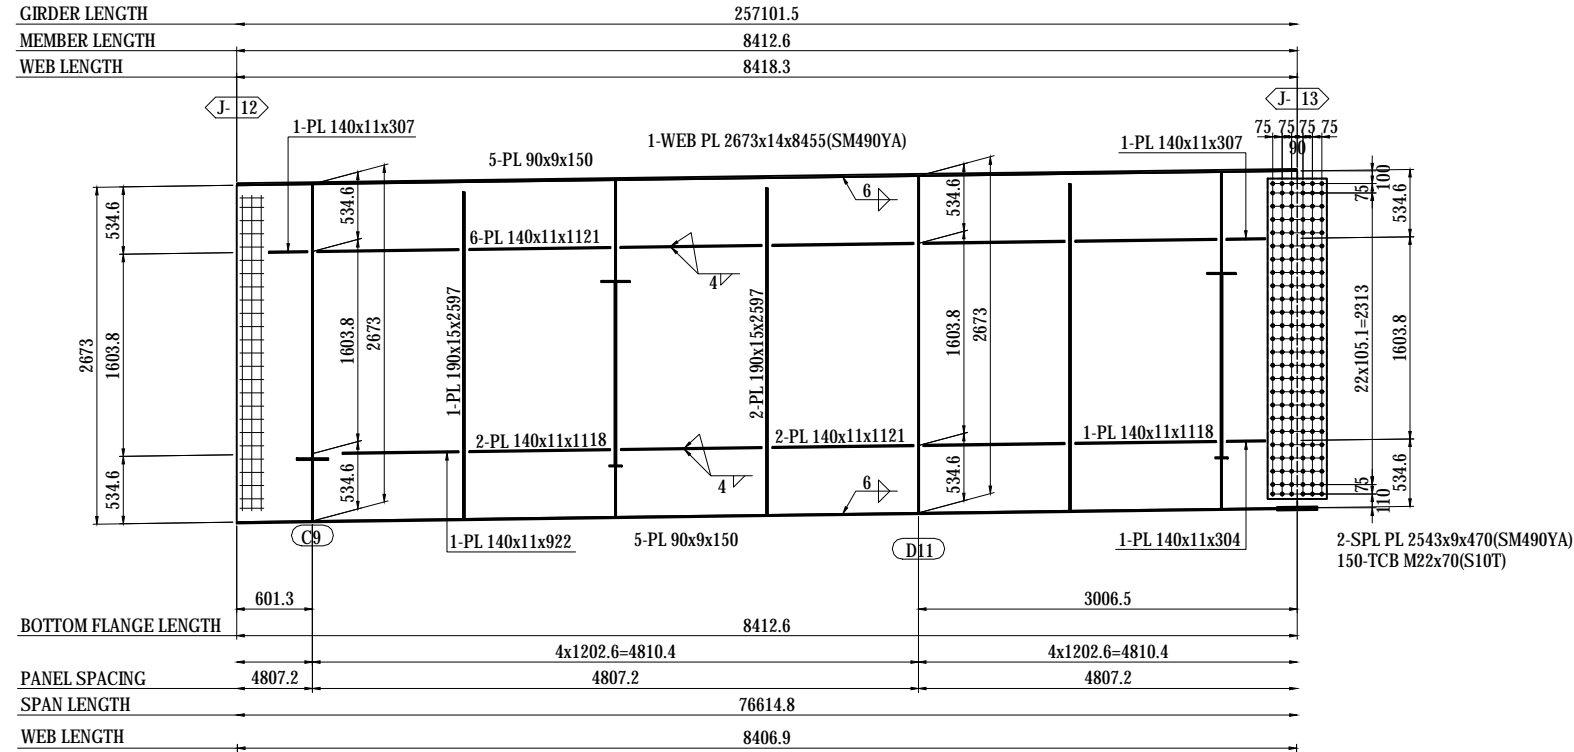 GIRDER LENGTH 257101.5
MEMBER LENGTH 8412.6
WEB LENGTH 8418.3
J- 12
J- 13
75 75 75 75
90
1-PL 140x11x307
1-WEB PL 2673x14x8455(SM490YA)
1-PL 140x11x307
5-PL 90x9x150
6
100
75
534.6
534.6
534.6
534.6
6-PL 140x11x1121
4
2673
1603.8
1603.8
2673
1-PL 190x15x2597
2-PL 190x15x2597
1603.8
2673
22x105.1=2313
1603.8
2-PL 140x11x1118
2-PL 140x11x1121
1-PL 140x11x1118
4
6
534.6
534.6
534.6
75
110
534.6
C9
1-PL 140x11x922
5-PL 90x9x150
D11
1-PL 140x11x304
2-SPL PL 2543x9x470(SM490YA)
150-TCB M22x70(S10T)
601.3
3006.5
BOTTOM FLANGE LENGTH 8412.6
4x1202.6=4810.4
4x1202.6=4810.4
PANEL SPACING 4807.2 4807.2 4807.2
SPAN LENGTH 76614.8
WEB LENGTH 8406.9